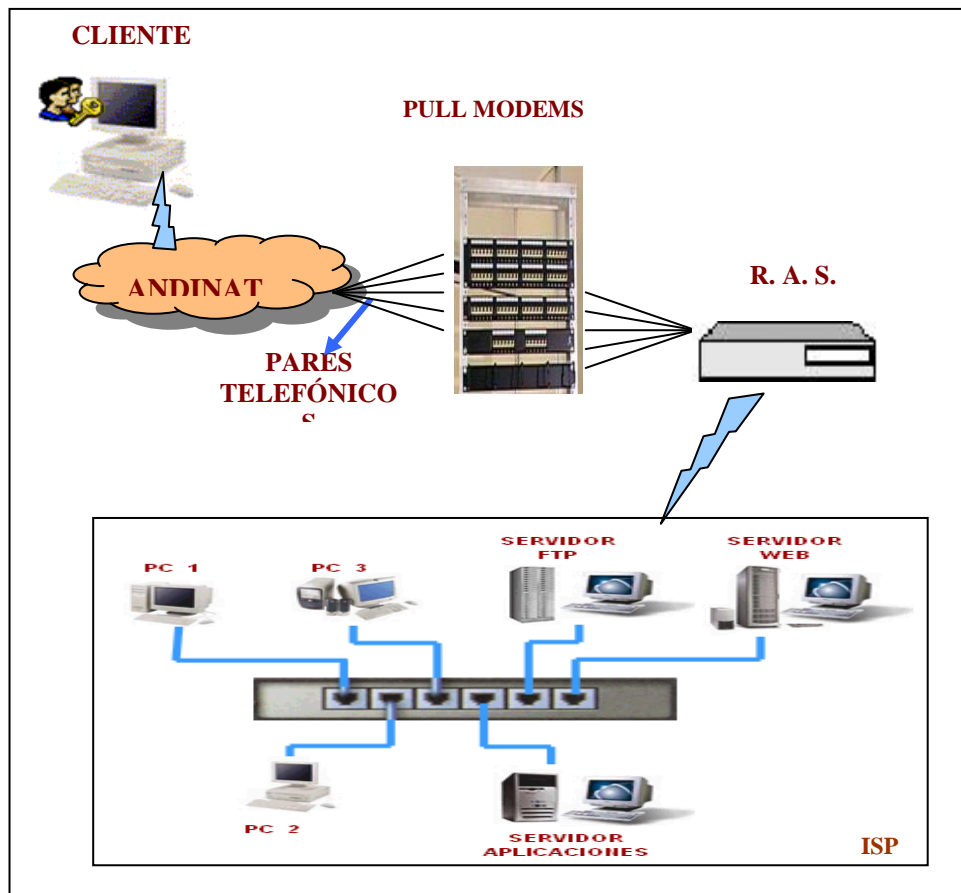 CLIENTE
PULL MODEMS
R. A. S.
ANDINAT
PARES
TELEFÓNICO
S
SERVIDOR
FTP
SERVIDOR
WEB
PC 1
PC 3
PC 2
SERVIDOR
APLICACIONES
ISP